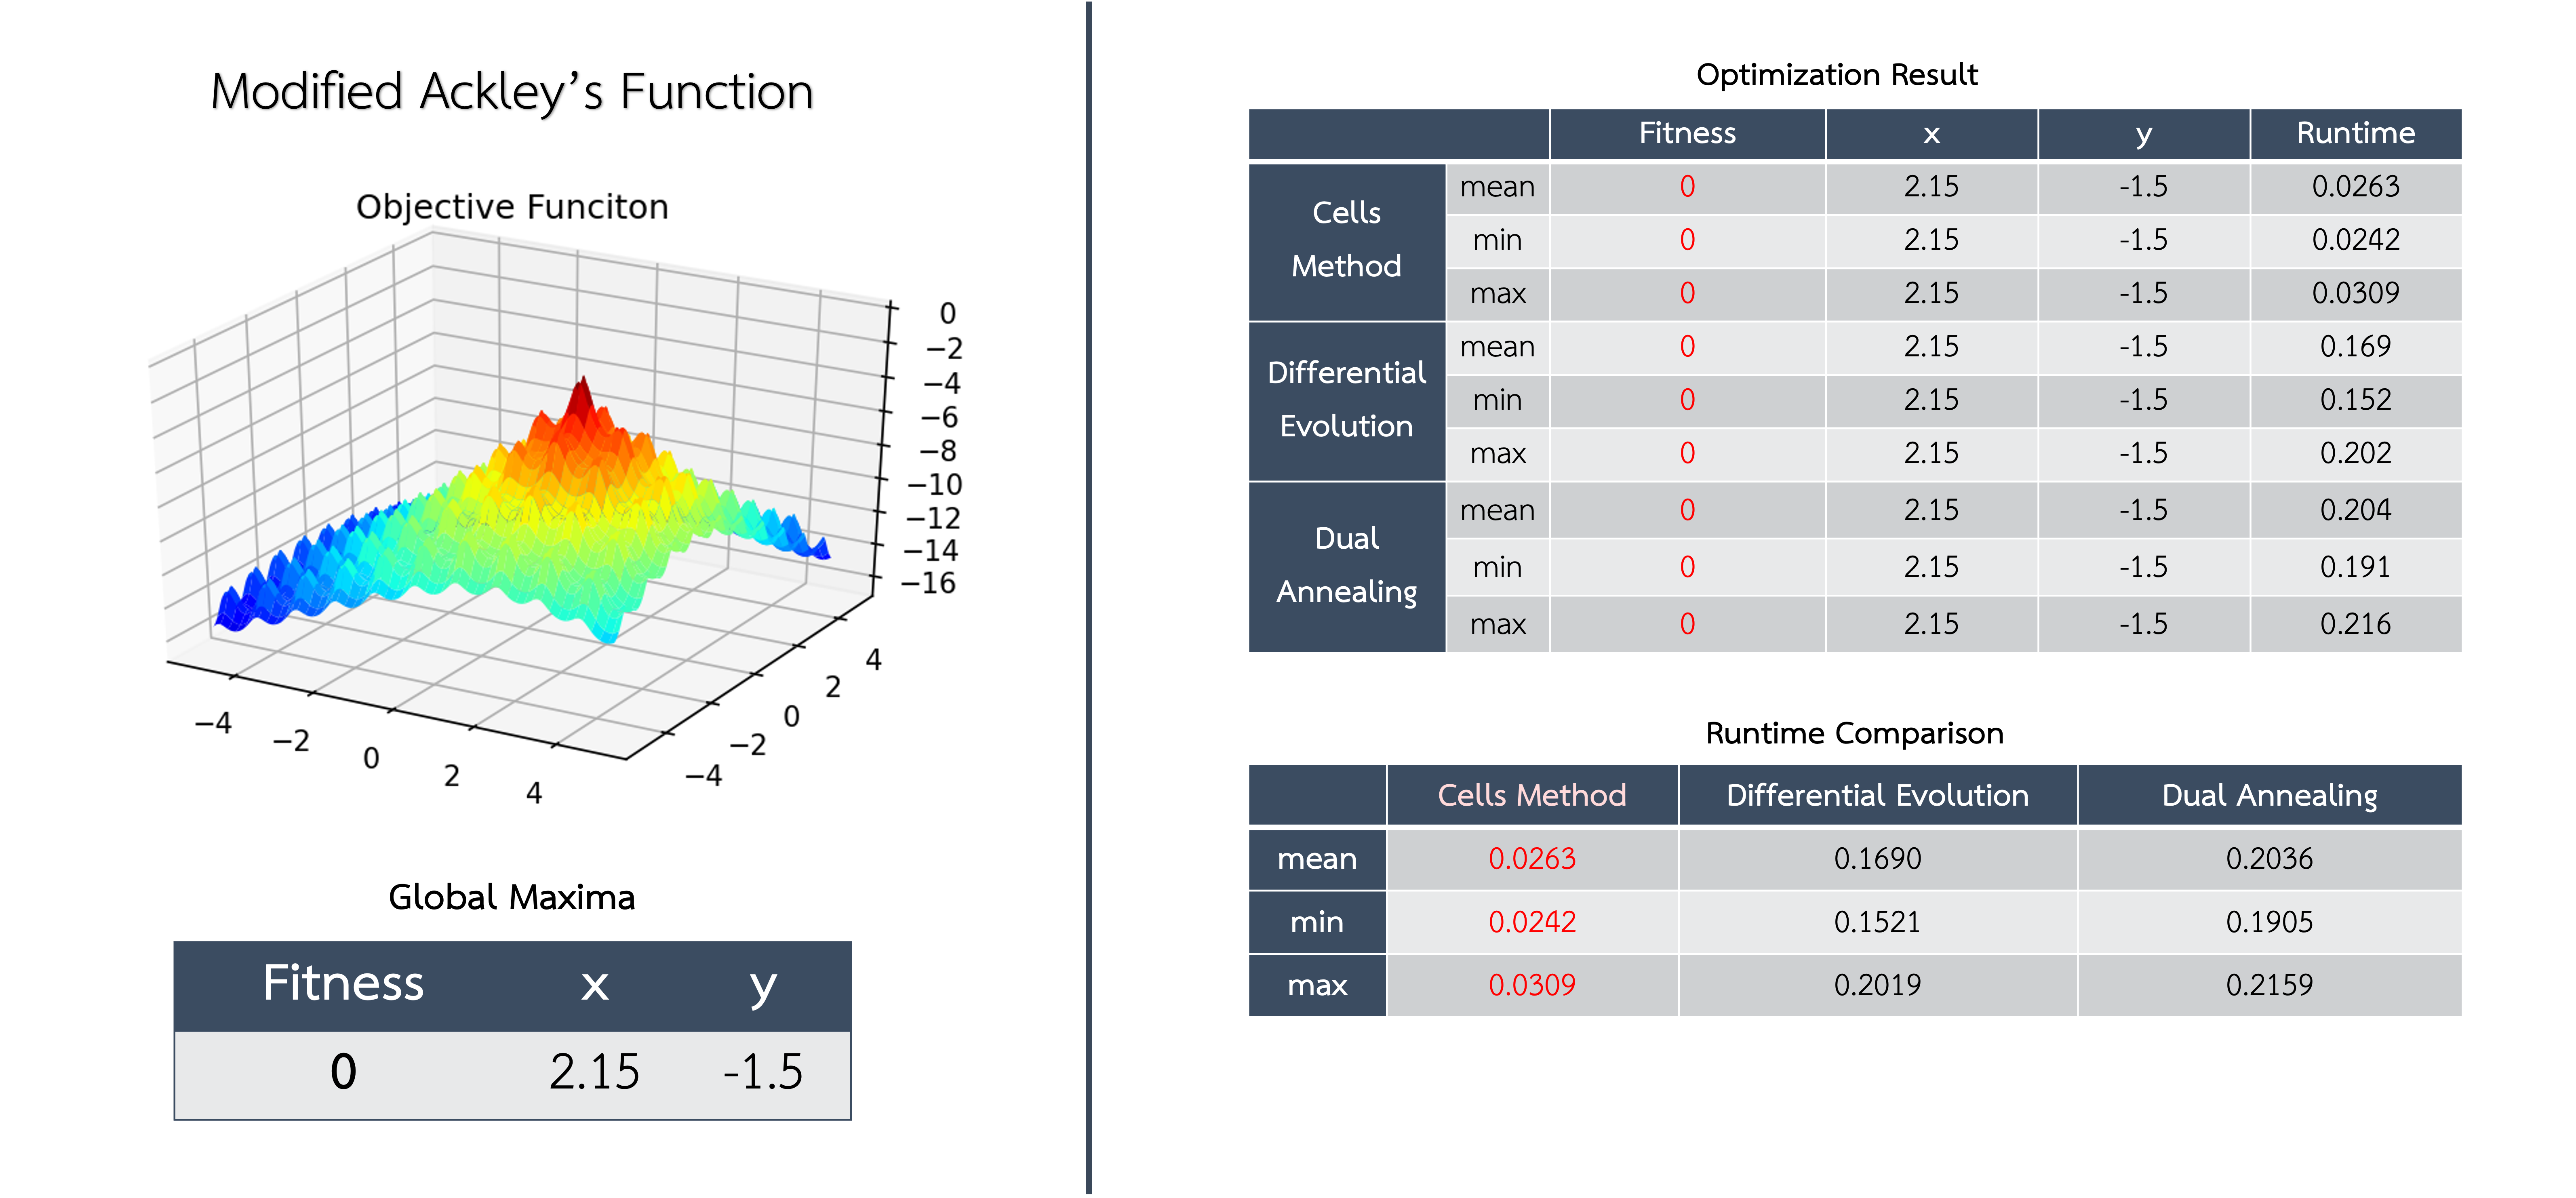 Modified Ackley's Function
Objective Funciton
0
−2
−4
−6
−8
−10
−12
−14
−16
−4
−2
0
2
4
−4
−2
0
2
4
Global Maxima
Fitness x y
0 2.15 -1.5
Optimization Result
Fitness x y Runtime
Cells Method
mean 0 2.15 -1.5 0.0263
min 0 2.15 -1.5 0.0242
max 0 2.15 -1.5 0.0309
Differential Evolution
mean 0 2.15 -1.5 0.169
min 0 2.15 -1.5 0.152
max 0 2.15 -1.5 0.202
Dual Annealing
mean 0 2.15 -1.5 0.204
min 0 2.15 -1.5 0.191
max 0 2.15 -1.5 0.216
Runtime Comparison
Cells Method Differential Evolution Dual Annealing
mean 0.0263 0.1690 0.2036
min 0.0242 0.1521 0.1905
max 0.0309 0.2019 0.2159